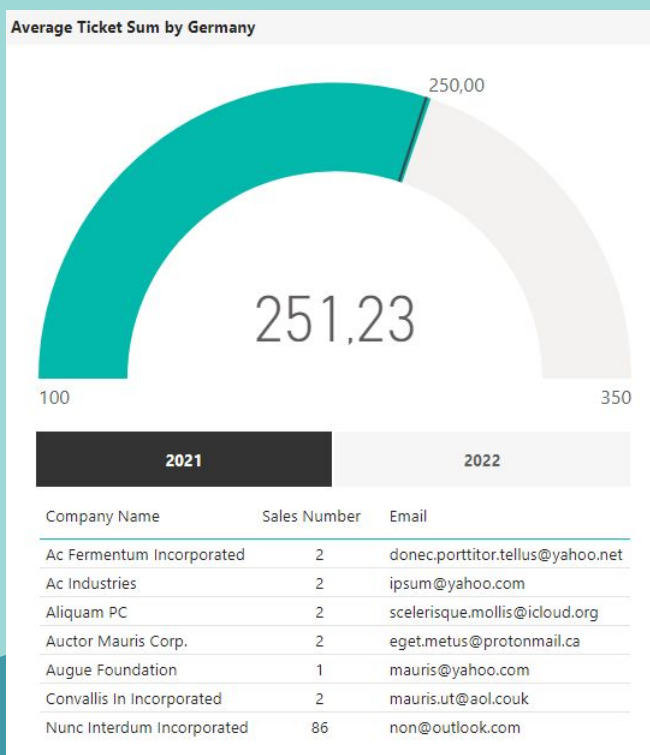 Average Ticket Sum by Germany
250,00
251,23
100 350
2021 2022
Company Name Sales Number Email
Ac Fermentum Incorporated 2 donec.porttitor.tellus@yahoo.net
Ac Industries 2 ipsum@yahoo.com
Aliquam PC 2 scelerisque.mollis@icloud.org
Auctor Mauris Corp. 2 eget.metus@protonmail.ca
Augue Foundation 1 mauris@yahoo.com
Convallis In Incorporated 2 mauris.ut@aol.couk
Nunc Interdum Incorporated 86 non@outlook.com